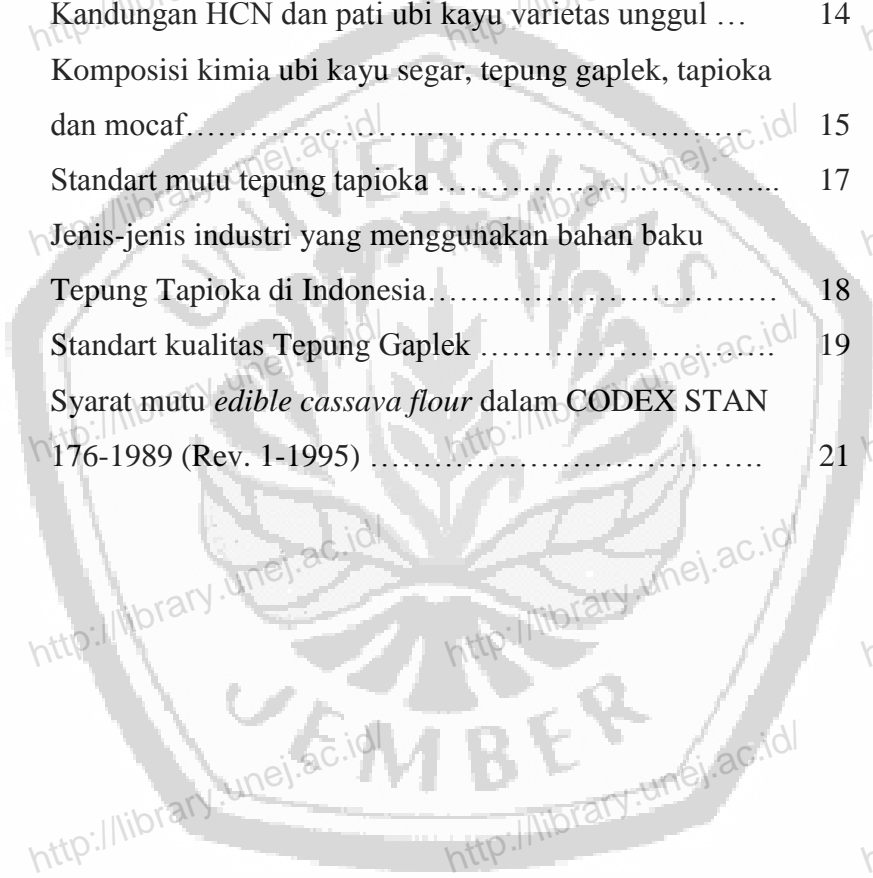 Kandungan HCN dan pati ubi kayu varietas unggul … 14
Komposisi kimia ubi kayu segar, tepung gaplek, tapioka
dan mocaf…………………...………………………… 15
Standart mutu tepung tapioka …………………………... 17
Jenis-jenis industri yang menggunakan bahan baku
Tepung Tapioka di Indonesia…………………………… 18
Standart kualitas Tepung Gaplek ………………………. 19
Syarat mutu edible cassava flour dalam CODEX STAN
176-1989 (Rev. 1-1995) ………………………………. 21
UNIVERSITAS
JEMBER
http://library.unej.ac.id/
http://library.unej.ac.id/
http://library.unej.ac.id/
http://library.unej.ac.id/
http://library.unej.ac.id/
http://library.unej.ac.id/
http://library.unej.ac.id/
http://library.unej.ac.id/